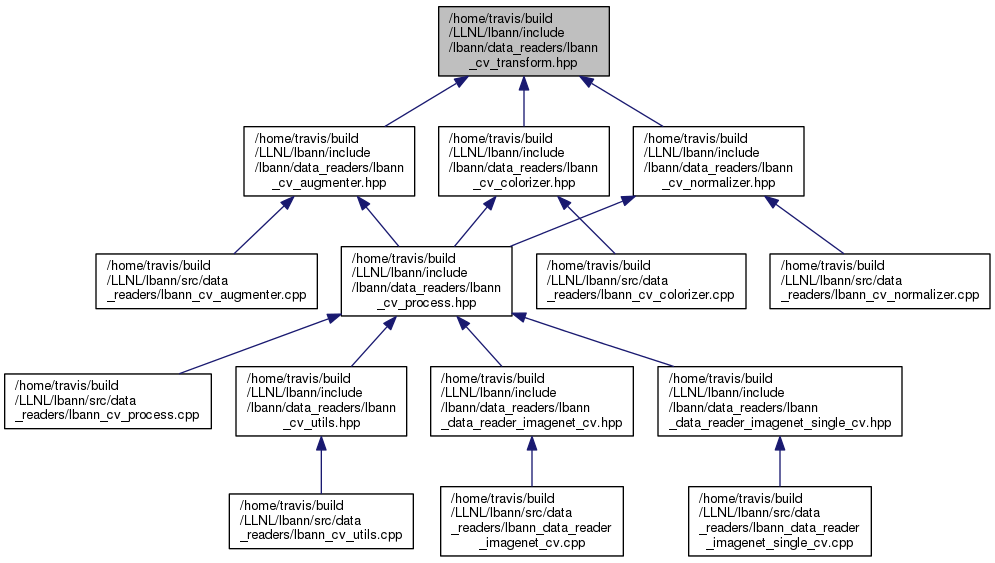 /home/travis/build
/LLNL/lbann/include
/lbann/data_readers/lbann
_cv_transform.hpp
/home/travis/build
/LLNL/lbann/include
/lbann/data_readers/lbann
_cv_augmenter.hpp
/home/travis/build
/LLNL/lbann/include
/lbann/data_readers/lbann
_cv_colorizer.hpp
/home/travis/build
/LLNL/lbann/include
/lbann/data_readers/lbann
_cv_normalizer.hpp
/home/travis/build
/LLNL/lbann/src/data
_readers/lbann_cv_augmenter.cpp
/home/travis/build
/LLNL/lbann/include
/lbann/data_readers/lbann
_cv_process.hpp
/home/travis/build
/LLNL/lbann/src/data
_readers/lbann_cv_colorizer.cpp
/home/travis/build
/LLNL/lbann/src/data
_readers/lbann_cv_normalizer.cpp
/home/travis/build
/LLNL/lbann/src/data
_readers/lbann_cv_process.cpp
/home/travis/build
/LLNL/lbann/include
/lbann/data_readers/lbann
_cv_utils.hpp
/home/travis/build
/LLNL/lbann/include
/lbann/data_readers/lbann
_data_reader_imagenet_cv.hpp
/home/travis/build
/LLNL/lbann/include
/lbann/data_readers/lbann
_data_reader_imagenet_single_cv.hpp
/home/travis/build
/LLNL/lbann/src/data
_readers/lbann_cv_utils.cpp
/home/travis/build
/LLNL/lbann/src/data
_readers/lbann_data_reader
_imagenet_cv.cpp
/home/travis/build
/LLNL/lbann/src/data
_readers/lbann_data_reader
_imagenet_single_cv.cpp